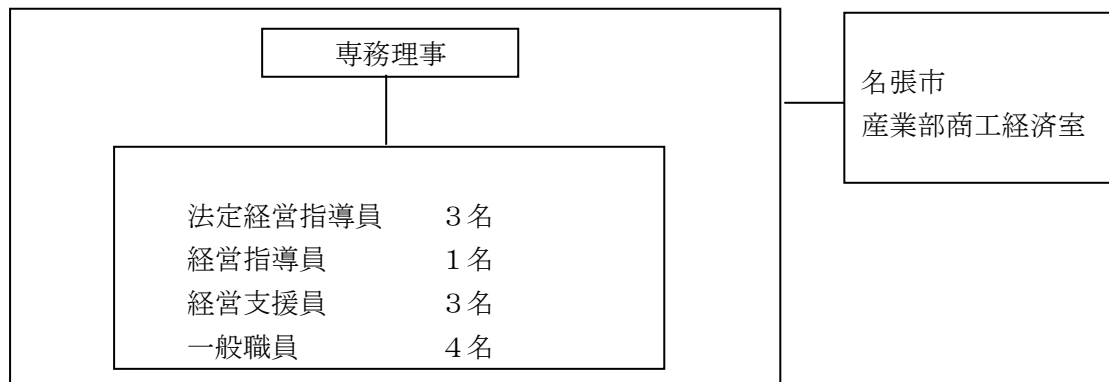 専務理事
名張市
産業部商工経済室
法定経営指導員　　３名
経営指導員　　　　１名
経営支援員　　　　３名
一般職員　　　　　４名